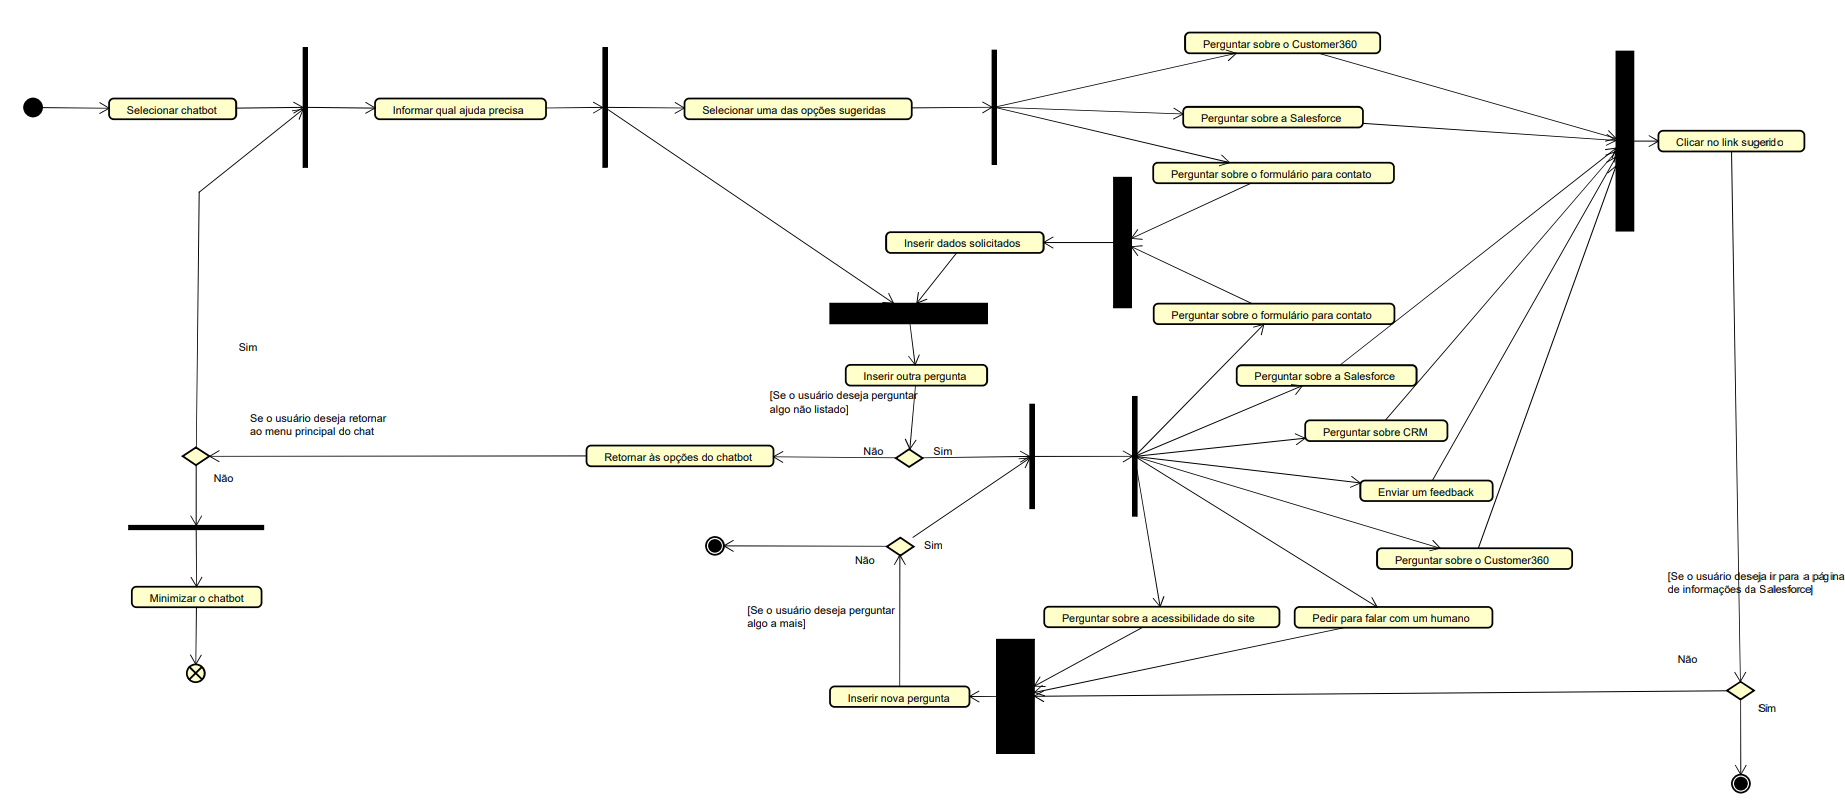 Perguntar sobre o Customer360
Selecionar chatbot
Informar qual ajuda precisa
Selecionar uma das opções sugeridas
Perguntar sobre a Salesforce
Clicar no link sugerido
Perguntar sobre o formulário para contato
Inserir dados solicitados
Perguntar sobre o formulário para contato
Sim
Inserir outra pergunta
Perguntar sobre a Salesforce
[Se o usuário deseja perguntar
algo não listado]
Se o usuário deseja retornar
ao menu principal do chat
Perguntar sobre CRM
Retornar às opções do chatbot
Não
Sim
Não
Enviar um feedback
Sim
Não
Perguntar sobre o Customer360
[Se o usuário deseja ir para a página
de informações da Salesforce]
Minimizar o chatbot
[Se o usuário deseja perguntar
algo a mais]
Perguntar sobre a acessibilidade do site
Pedir para falar com um humano
Não
Inserir nova pergunta
Sim